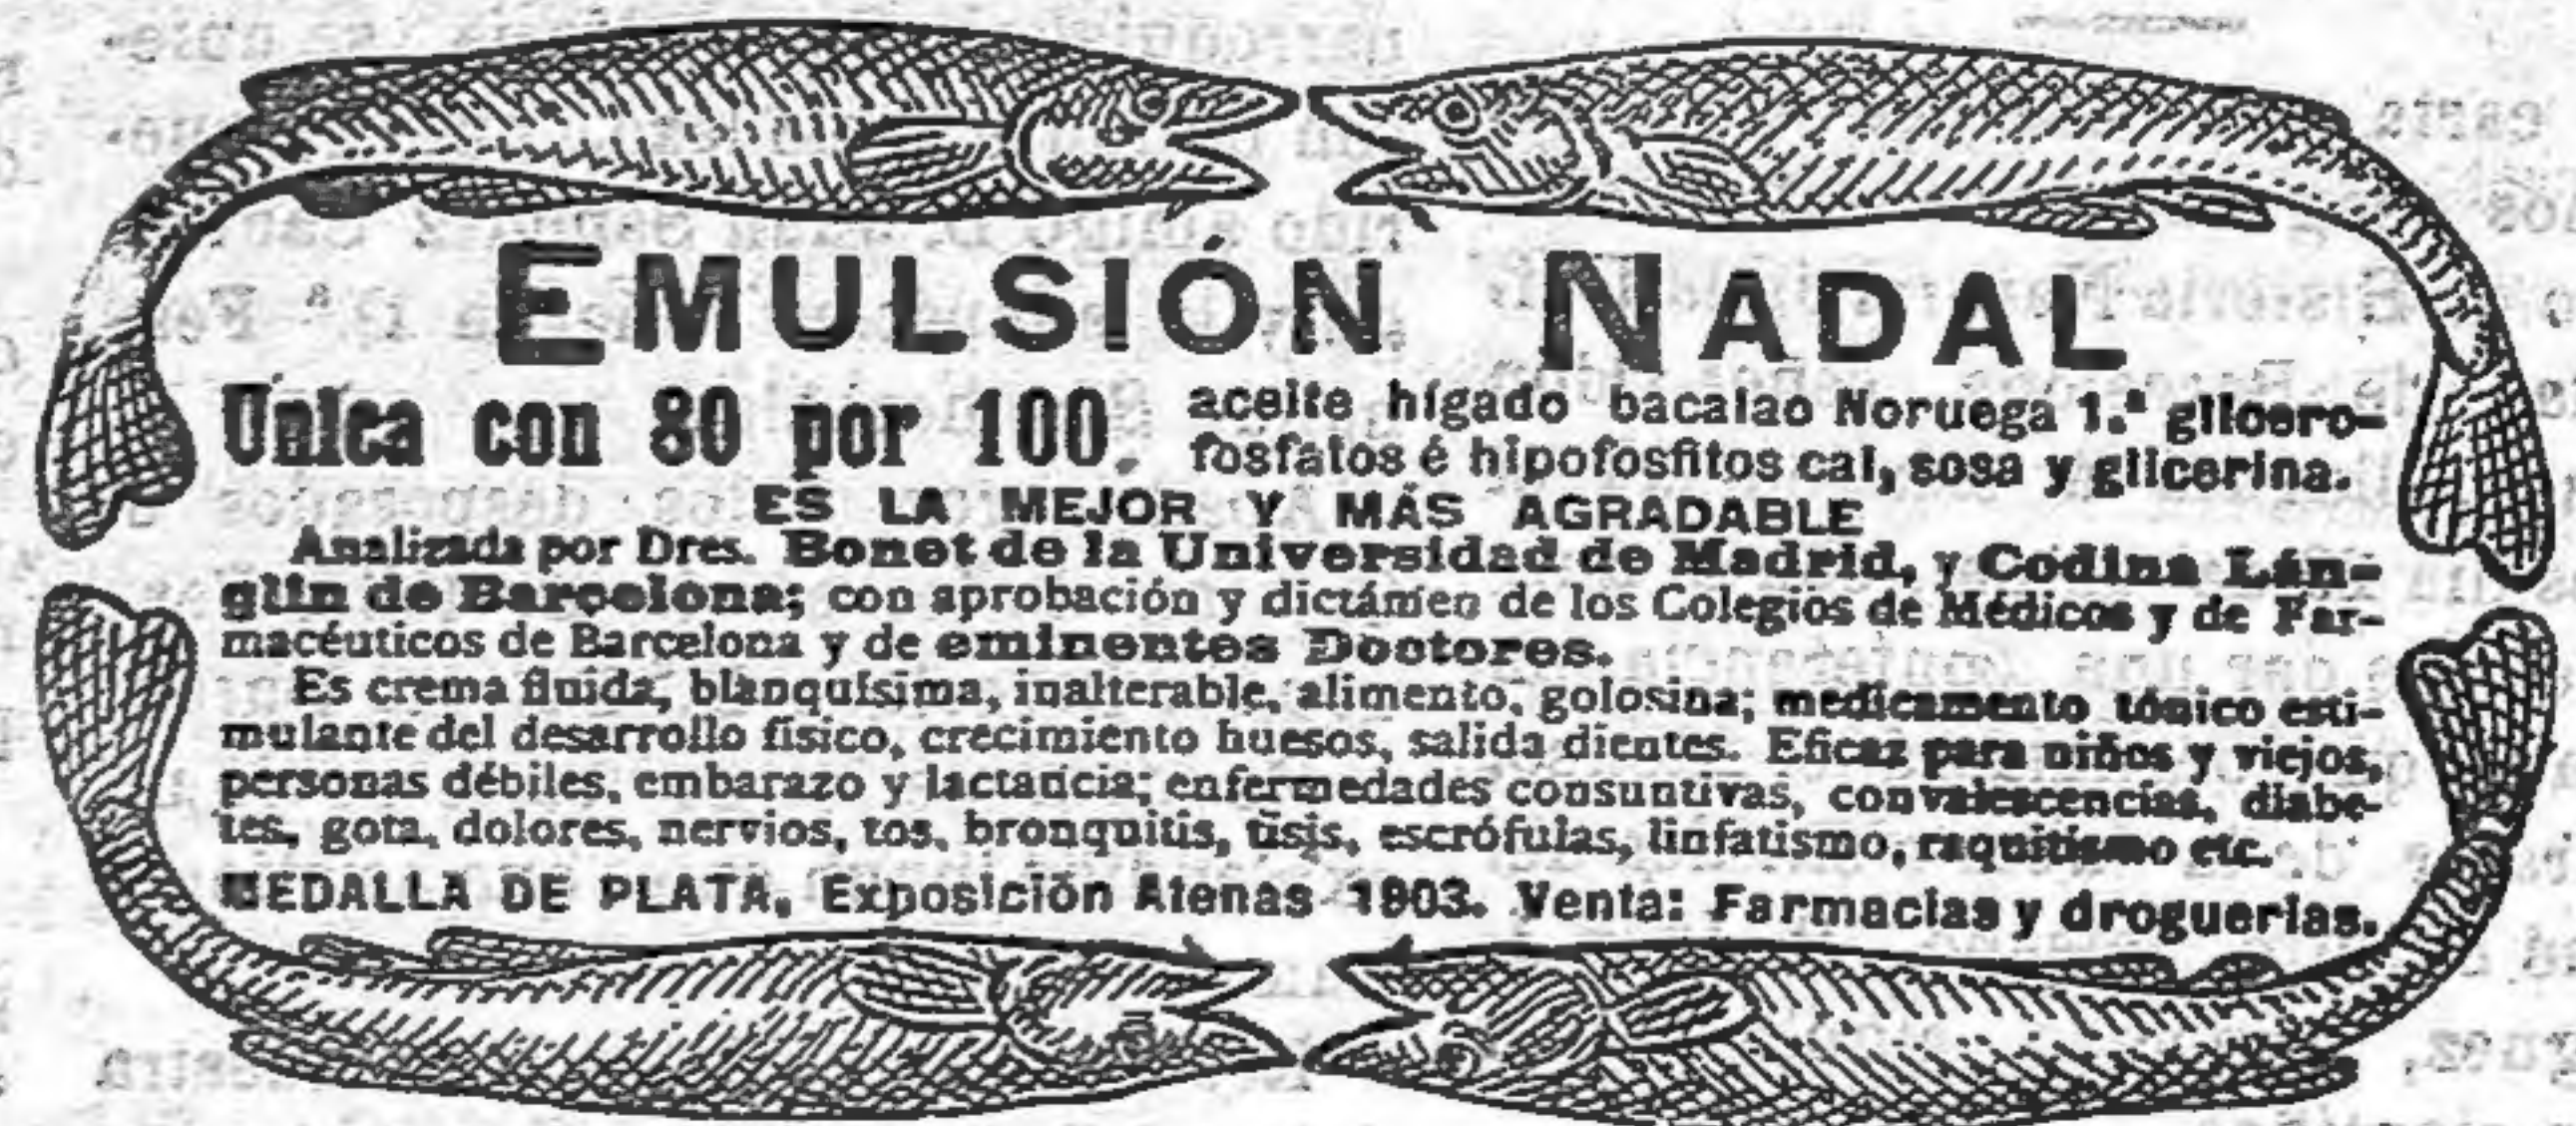 EMULSIÓN NADAL
Única con 80 por 100. aceite hígado bacalao Noruega 1.ª glicero-
fosfatos é hipofosfitos cal, sosa y glicerina.
ES LA MEJOR Y MÁS AGRADABLE
Analizada por Dres. Bonet de la Universidad de Madrid, y Codina Lán-
glin de Barcelona; con aprobación y dictámen de los Colegios de Médicos y de Far-
macéuticos de Barcelona y de eminentes Doctores.
Es crema fluida, blanquísima, inalterable, alimento, golosina; medicamento tónico esti-
mulante del desarrollo físico, crecimiento huesos, salida dientes. Eficaz para niños y viejos,
personas débiles, embarazo y lactancia; enfermedades consuntivas, convalescencias, diabe-
tes, gota, dolores, nervios, tos, bronquitis, tisis, escrófulas, linfatismo, raquitismo etc.
MEDALLA DE PLATA, Exposición Atenas 1903. Venta: Farmacias y droguerías.